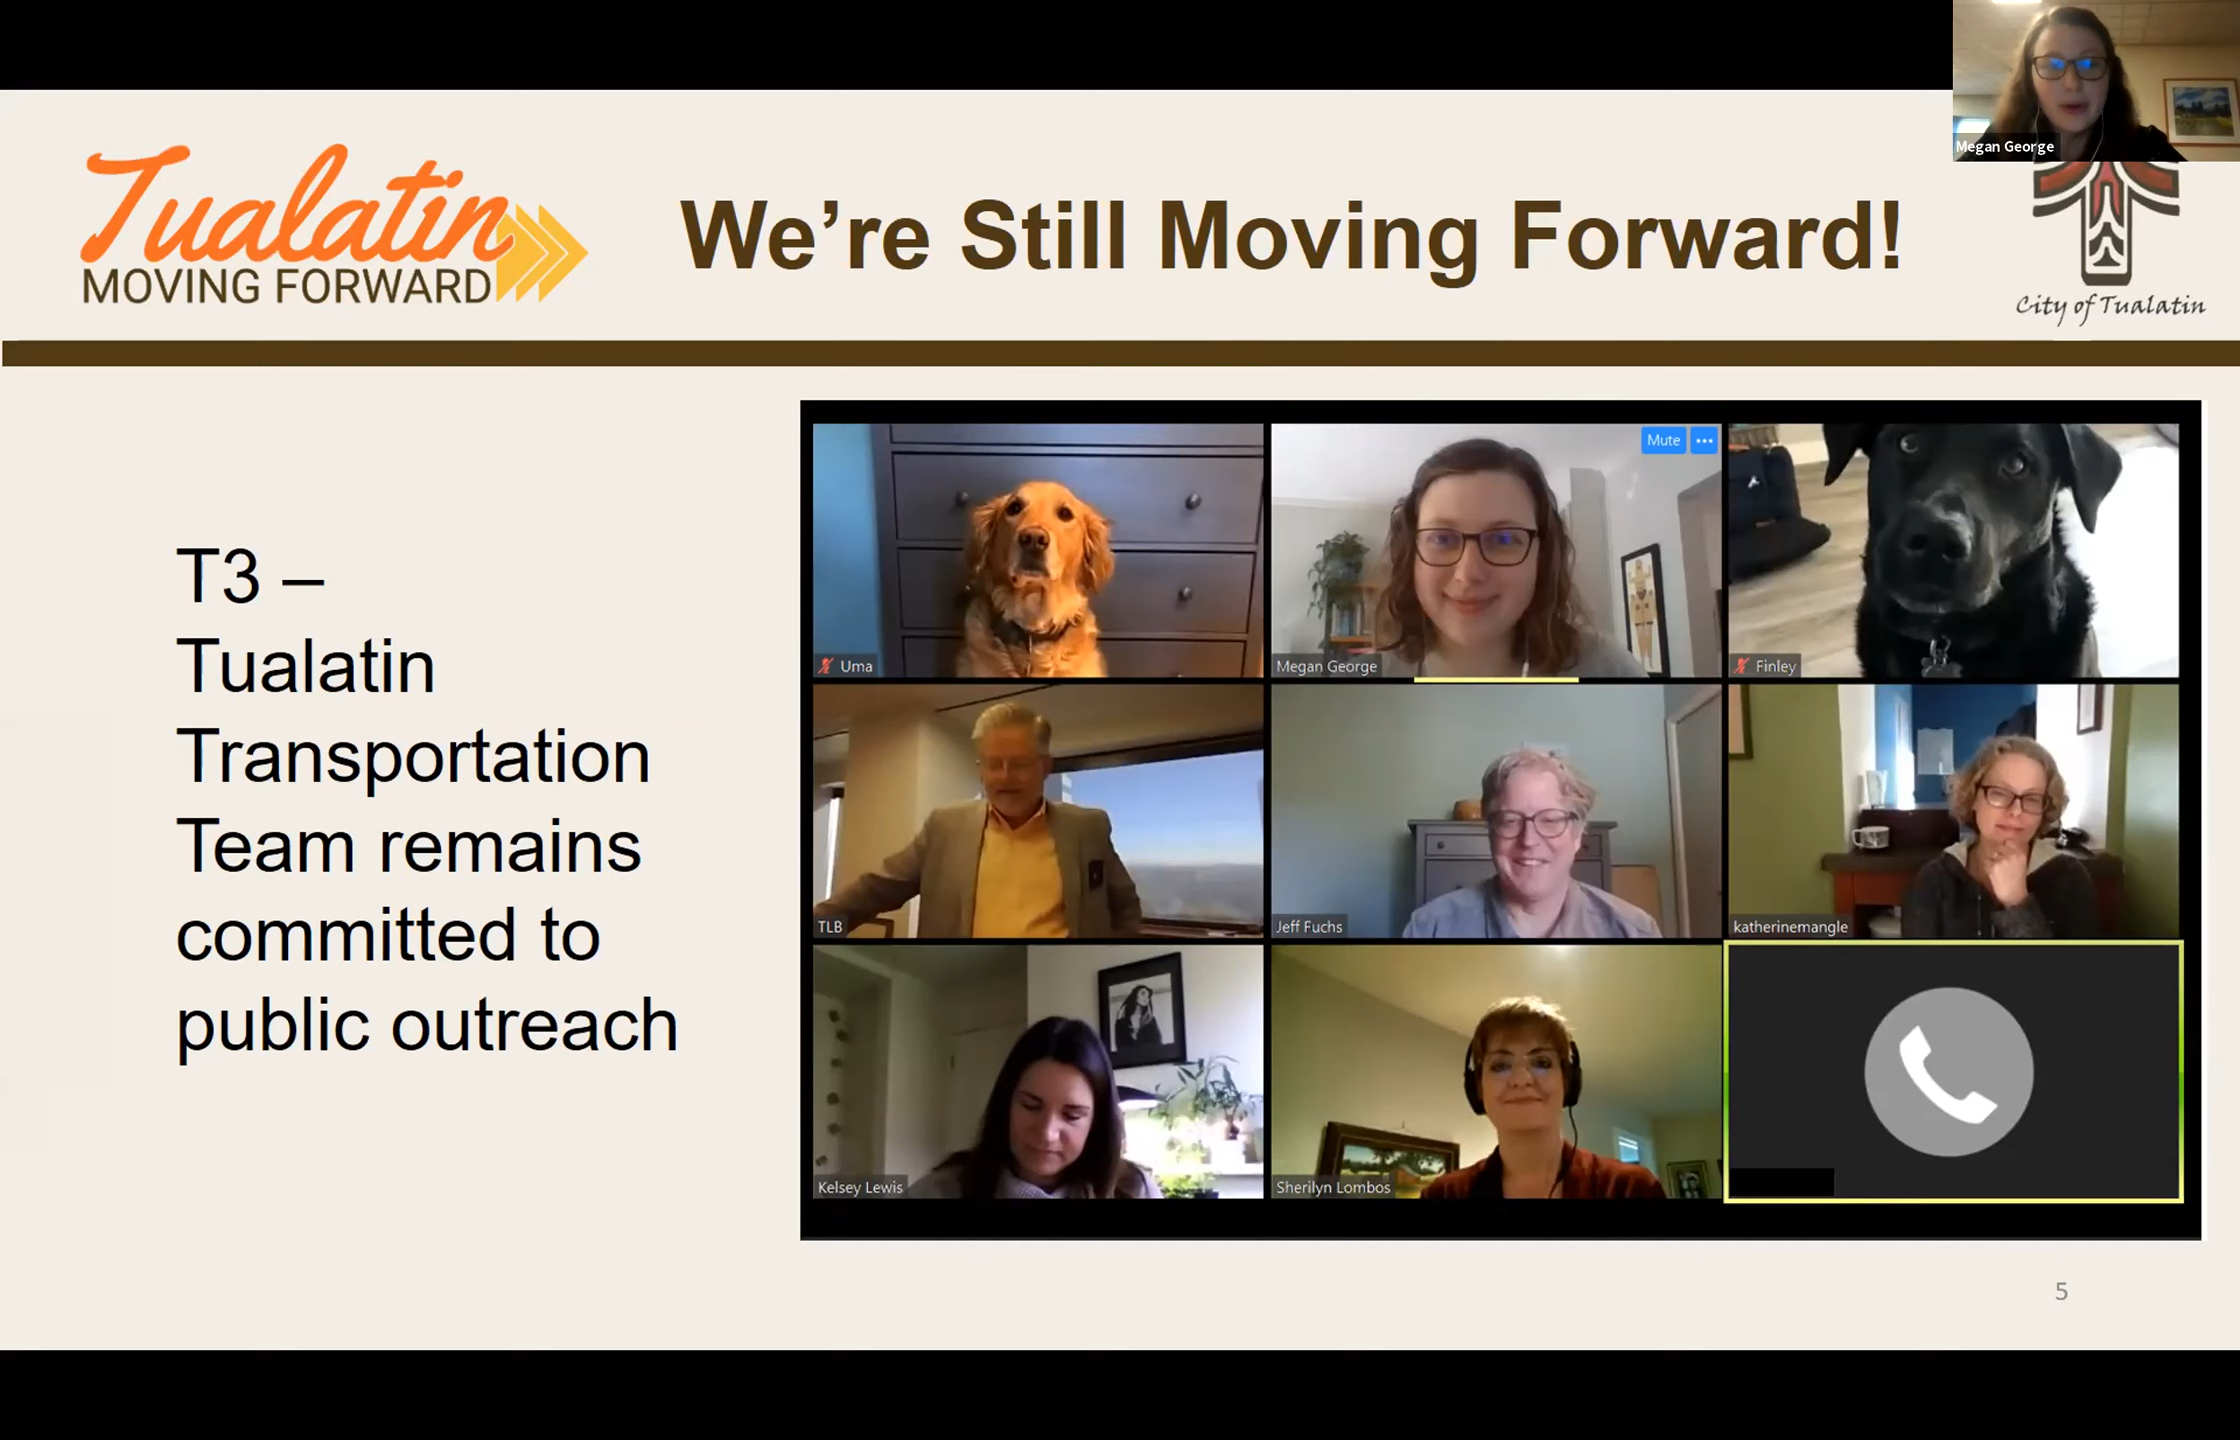 Megan George
Tualatin
MOVING FORWARD
We’re Still Moving Forward!
City of Tualatin
T3 –
Tualatin
Transportation
Team remains
committed to
public outreach
Mute
Uma
Megan George
Finley
TLB
Jeff Fuchs
katherinemangle
Kelsey Lewis
Sherilyn Lombos
5